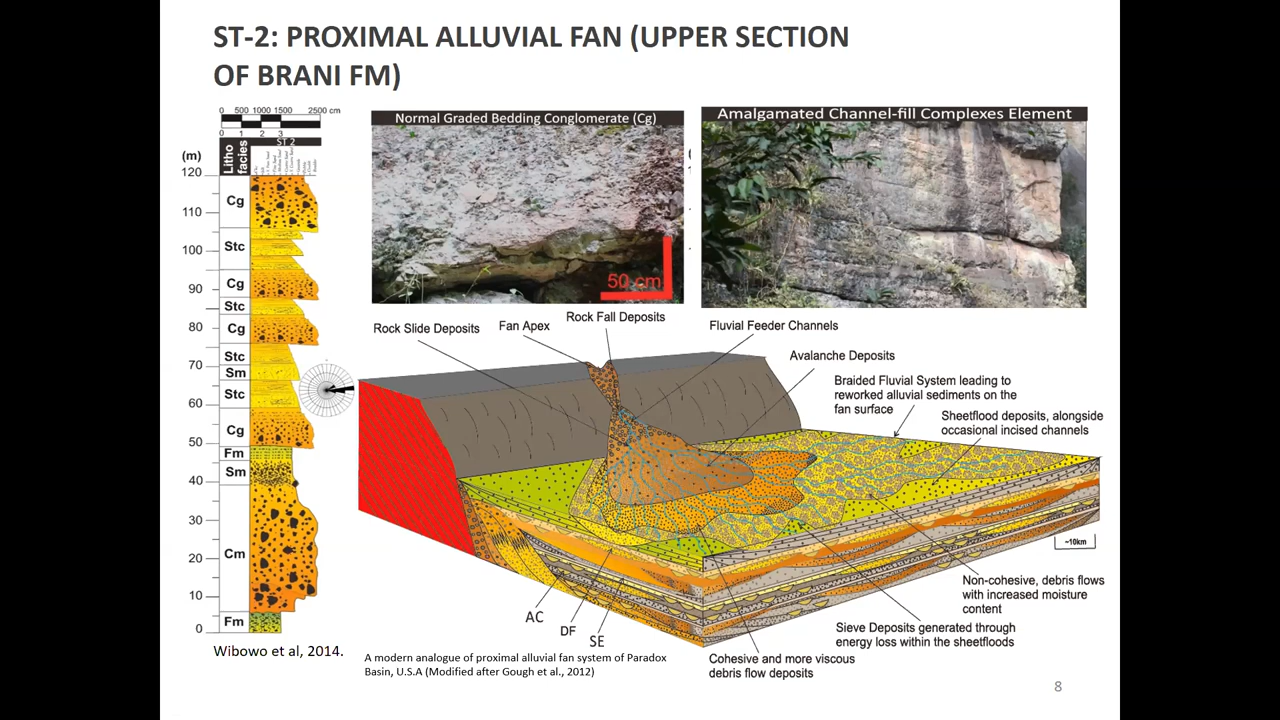 ST-2: PROXIMAL ALLUVIAL FAN (UPPER SECTION
OF BRANI FM)
0 500 1000 1500 2500 cm
0 1 2 3
ST 2
(m)
Litho
facies
120
110
100
90
80
70
60
50
40
30
20
10
0
Cg
Stc
Cg
Stc
Cg
Stc
Sm
Stc
Cg
Fm
Sm
Cm
Fm
Wibowo et al, 2014.
Normal Graded Bedding Conglomerate (Cg)
50 cm
Amalgamated Channel-fill Complexes Element
Rock Slide Deposits
Fan Apex
Rock Fall Deposits
Fluvial Feeder Channels
Avalanche Deposits
Braided Fluvial System leading to
reworked alluvial sediments on the
fan surface
Sheetflood deposits, alongside
occasional incised channels
~10km
Non-cohesive, debris flows
with increased moisture
content
Sieve Deposits generated through
energy loss within the sheetfloods
Cohesive and more viscous
debris flow deposits
AC
DF
SE
A modern analogue of proximal alluvial fan system of Paradox
Basin, U.S.A (Modified after Gough et al., 2012)
8